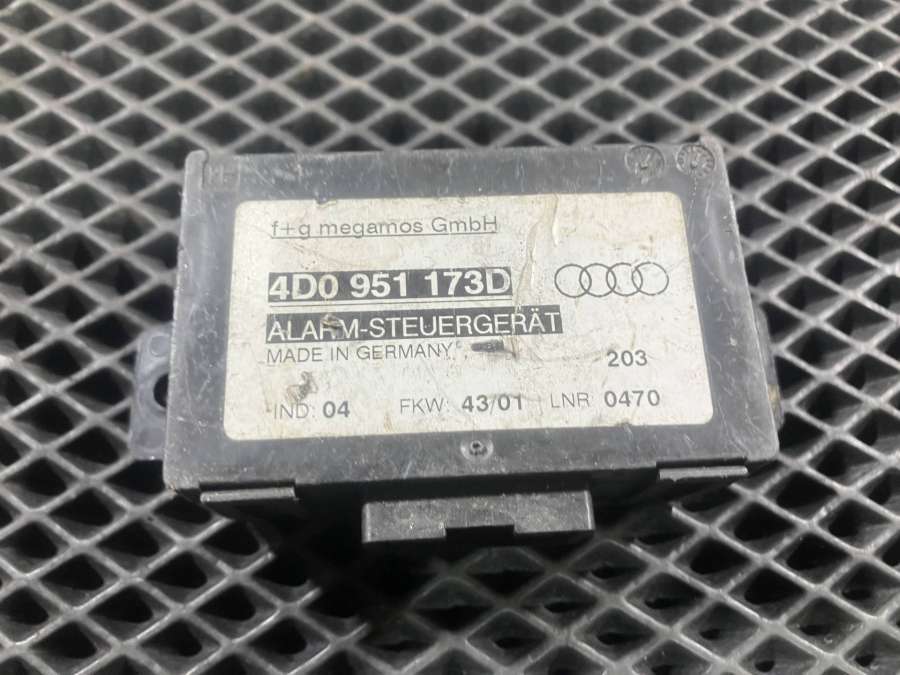 f+g megamos GmbH
4D0 951 173D
ALARM-STEUERGERÄT
MADE IN GERMANY
203
IND: 04 FKW: 43/01 LNR 0470